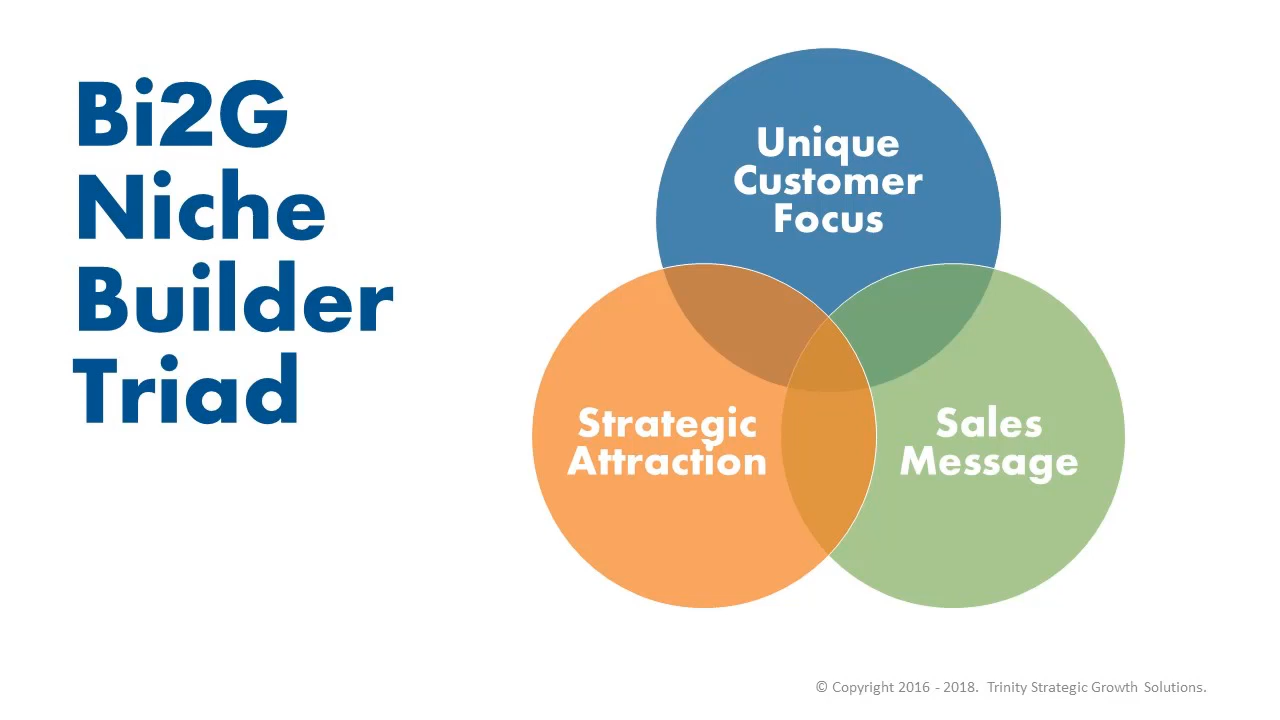 Bi2G
Niche
Builder
Triad
Unique
Customer
Focus
Strategic
Attraction
Sales
Message
© Copyright 2016 - 2018. Trinity Strategic Growth Solutions.